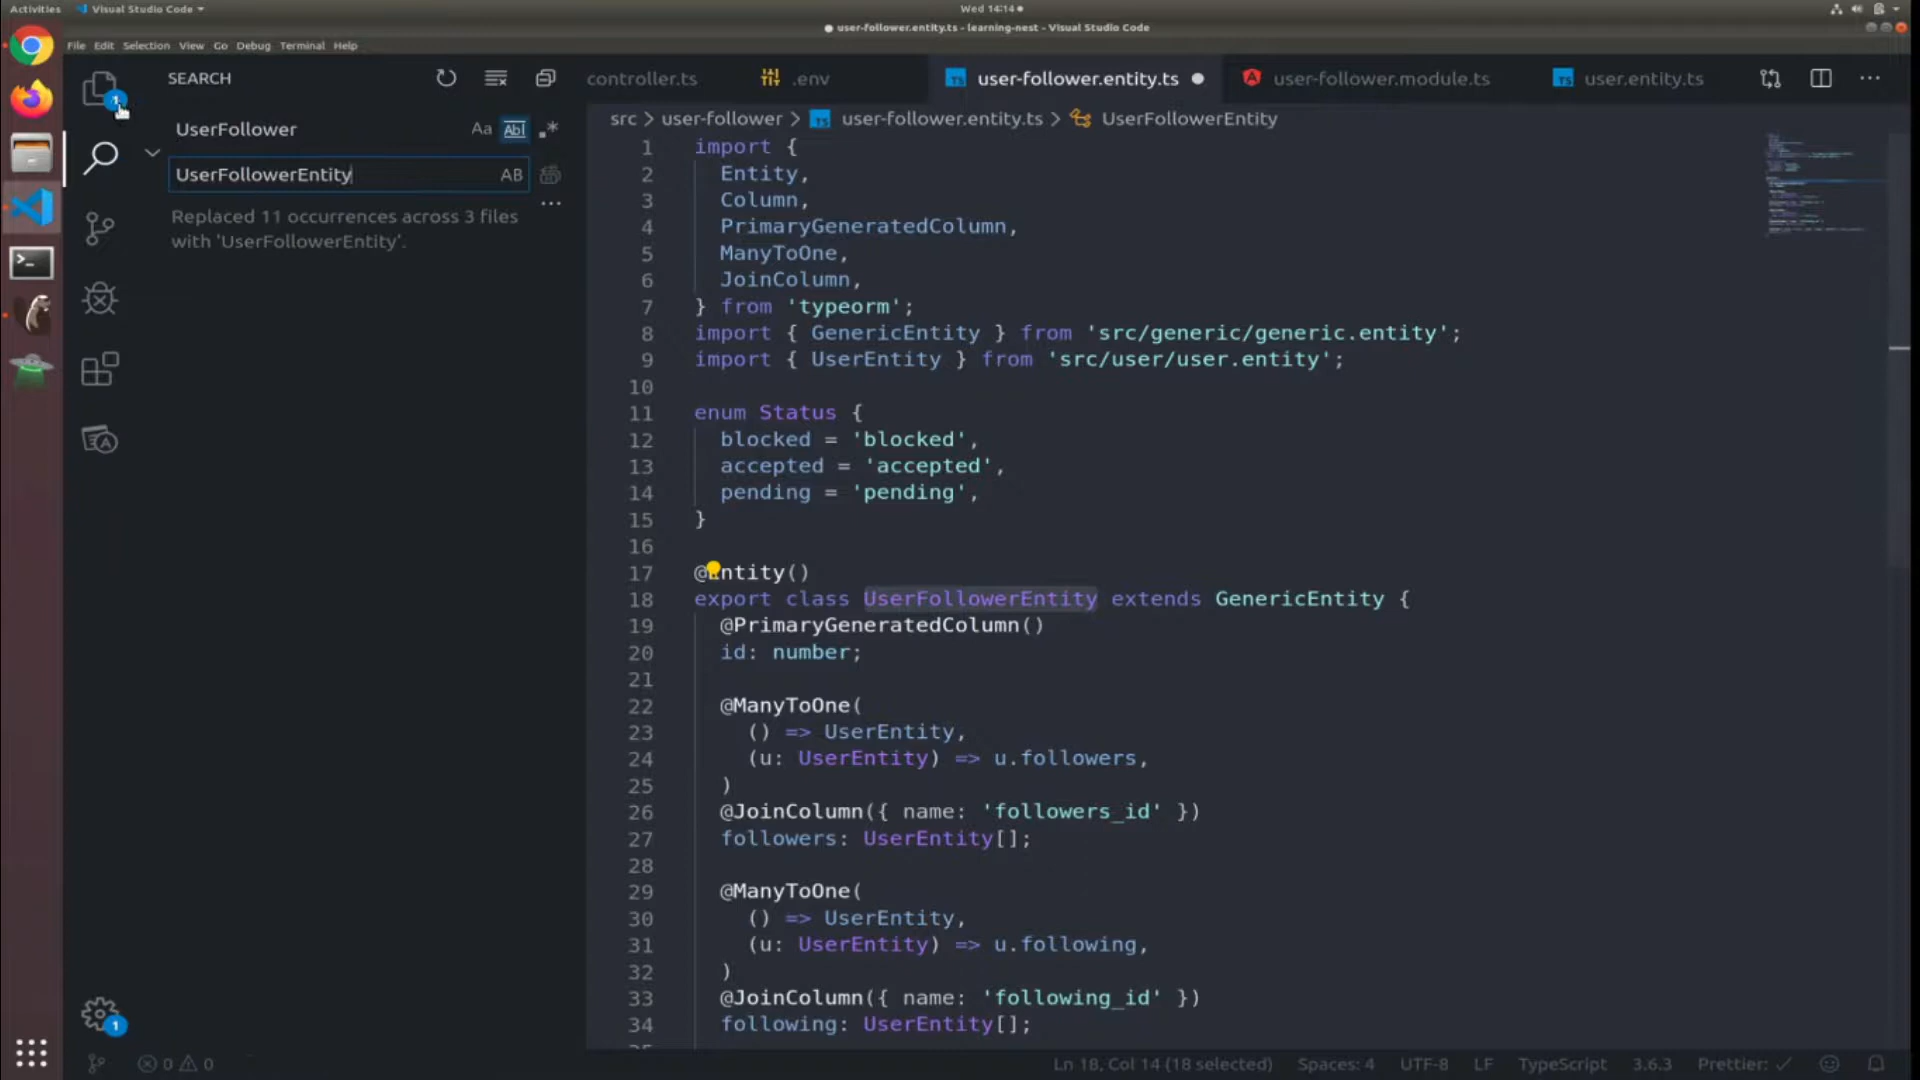 Activities
Visual Studio Code
Wed 14:14
user-follower.entity.ts - learning-nest - Visual Studio Code
File Edit Selection View Go Debug Terminal Help
SEARCH
UserFollower
Aa Abl .*
UserFollowerEntity
AB
...
Replaced 11 occurrences across 3 files
with 'UserFollowerEntity'.
1
1
controller.ts
.env
TS user-follower.entity.ts
user-follower.module.ts
TS user.entity.ts
...
src > user-follower > TS user-follower.entity.ts > UserFollowerEntity
1 import {
2 Entity,
3 Column,
4 PrimaryGeneratedColumn,
5 ManyToOne,
6 JoinColumn,
7 } from 'typeorm';
8 import { GenericEntity } from 'src/generic/generic.entity';
9 import { UserEntity } from 'src/user/user.entity';
10
11 enum Status {
12 blocked = 'blocked',
13 accepted = 'accepted',
14 pending = 'pending',
15 }
16
17 @Entity()
18 export class UserFollowerEntity extends GenericEntity {
19 @PrimaryGeneratedColumn()
20 id: number;
21
22 @ManyToOne(
23 () => UserEntity,
24 (u: UserEntity) => u.followers,
25 )
26 @JoinColumn({ name: 'followers_id' })
27 followers: UserEntity[];
28
29 @ManyToOne(
30 () => UserEntity,
31 (u: UserEntity) => u.following,
32 )
33 @JoinColumn({ name: 'following_id' })
34 following: UserEntity[];
0 0
Ln 18, Col 14 (18 selected) Spaces: 4 UTF-8 LF TypeScript 3.6.3 Prettier: ✓